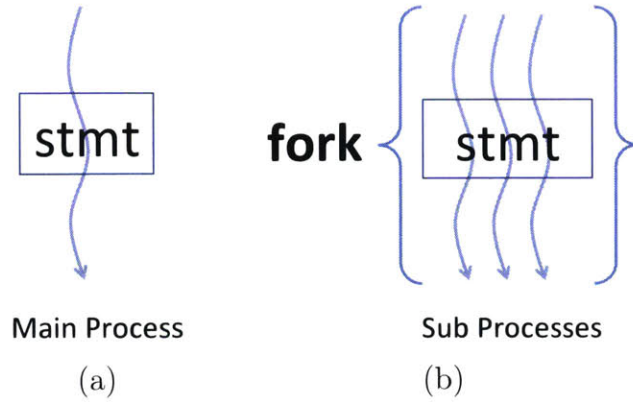 stmt
fork { stmt }
Main Process
Sub Processes
(a)
(b)